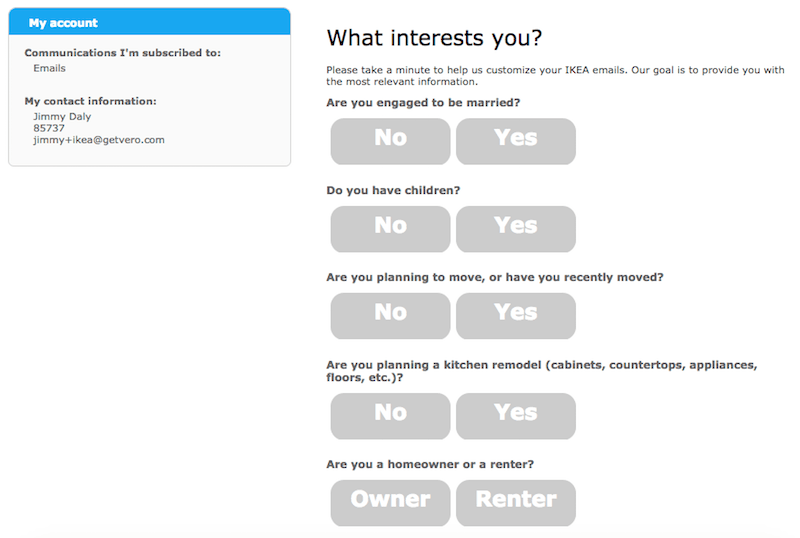 My account
Communications I'm subscribed to:
Emails
My contact information:
Jimmy Daly
85737
jimmy+ikea@getvero.com
What interests you?
Please take a minute to help us customize your IKEA emails. Our goal is to provide you with
the most relevant information.
Are you engaged to be married?
No Yes
Do you have children?
No Yes
Are you planning to move, or have you recently moved?
No Yes
Are you planning a kitchen remodel (cabinets, countertops, appliances,
floors, etc.)?
No Yes
Are you a homeowner or a renter?
Owner Renter